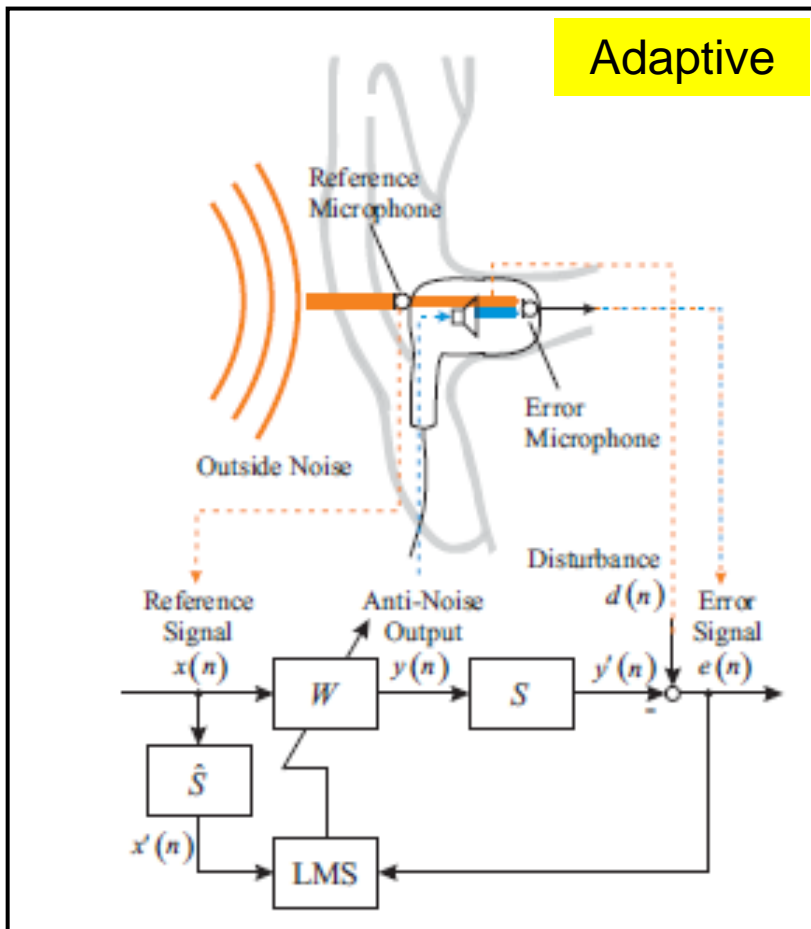 Adaptive
Reference
Microphone
Error
Microphone
Outside Noise
Disturbance
d(n)
Reference
Signal
x(n)
Anti-Noise
Output
y(n)
y'(n)
Error
Signal
e(n)
W
S
-
Ŝ
x'(n)
LMS